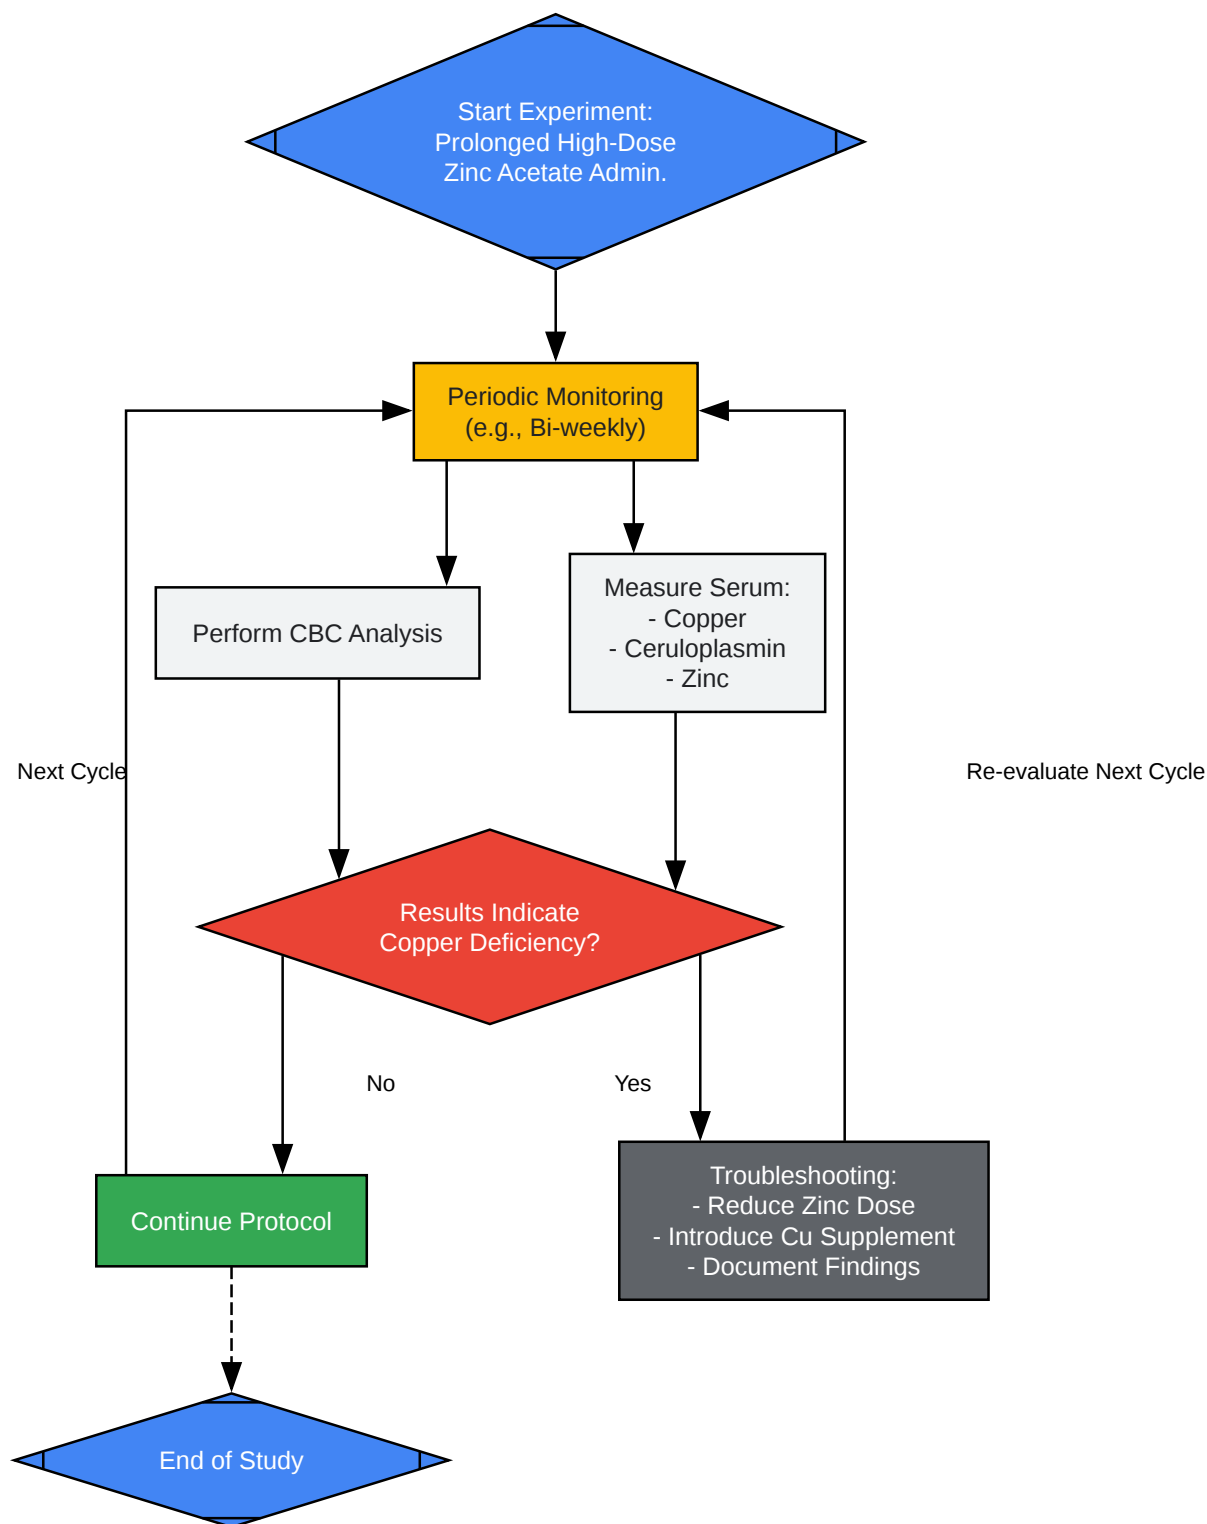 Start Experiment:
Prolonged High-Dose
Zinc Acetate Admin.
Periodic Monitoring
(e.g., Bi-weekly)
Perform CBC Analysis
Measure Serum:
- Copper
- Ceruloplasmin
- Zinc
Next Cycle
Re-evaluate Next Cycle
Results Indicate
Copper Deficiency?
No
Yes
Continue Protocol
Troubleshooting:
- Reduce Zinc Dose
- Introduce Cu Supplement
- Document Findings
End of Study